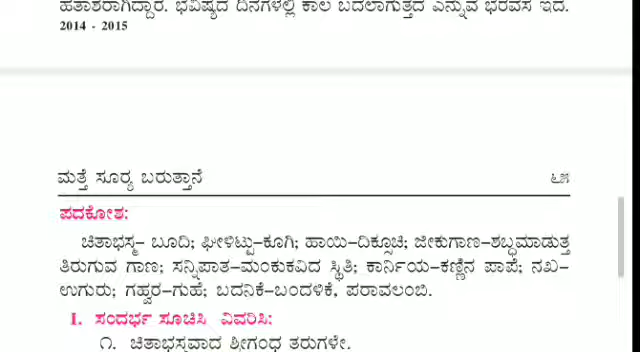 ಹತಾಶರಾಗಿದ್ದಾರೆ. ಭವಿಷ್ಯದ ದಿನಗಳಲ್ಲಿ ಕಾಲ ಬದಲಾಗುತ್ತದೆ ಎನ್ನುವ ಭರವಸೆ ಇದೆ.
2014 - 2015
ಮತ್ತೆ ಸೂರ್ಯ ಬರುತ್ತಾನೆ ೬೫
ಪದಕೋಶ:
ಚಿತಾಭಸ್ಮ– ಬೂದಿ; ಘೀಳಿಟ್ಪು–ಕೂಗಿ; ಹಾಯಿ–ದಿಕ್ಸೂಚಿ; ಜೀಕುಗಾಣ–ಶಬ್ದಮಾಡುತ್ತ
ತಿರುಗುವ ಗಾಣ; ಸನ್ನಿಪಾತ–ಮಂಕುಕವಿದ ಸ್ಥಿತಿ; ಕಾರ್ನಿಯ–ಕಣ್ಣಿನ ಪಾಪೆ; ನಖ–
ಉಗುರು; ಗಹ್ವರ–ಗುಹೆ; ಬದನಿಕೆ–ಬಂದಳಿಕೆ, ಪರಾವಲಂಬಿ.
I. ಸಂದರ್ಭ ಸೂಚಿಸಿ ವಿವರಿಸಿ:
೧. ಚಿತಾಭಸ್ಮವಾದ ಶ್ರೀಗಂಧ ತರುಗಳೇ.